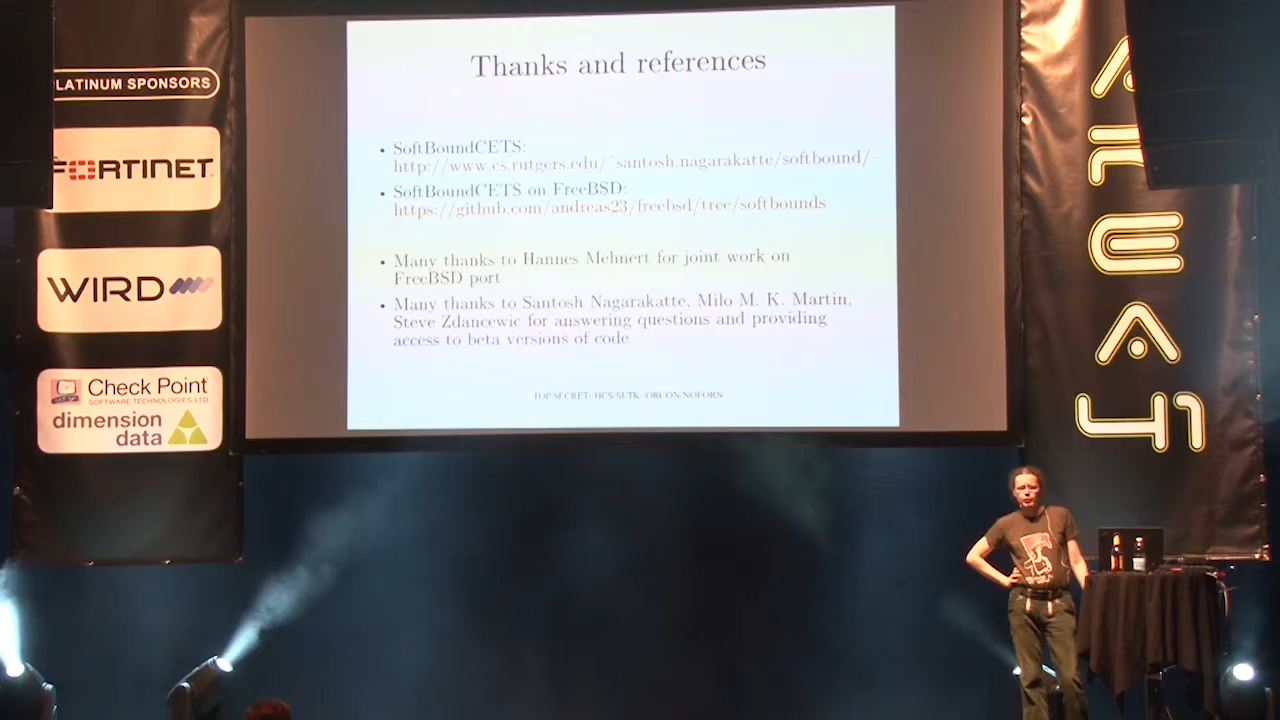 LATINUM SPONSORS
FORTINET
WIRD
Check Point
SOFTWARE TECHNOLOGIES LTD.
dimension
data
Thanks and references
• SoftBoundCETS:
http://www.cs.rutgers.edu/~santosh.nagarakatte/softbound/
• SoftBoundCETS on FreeBSD:
https://github.com/andreas23/freebsd/tree/softbounds
• Many thanks to Hannes Mehnert for joint work on
FreeBSD port
• Many thanks to Santosh Nagarakatte, Milo M. K. Martin,
Steve Zdancewic for answering questions and providing
access to beta versions of code
TOP SECRET//HCS/SI/TK//ORCON/NOFORN
AREA41